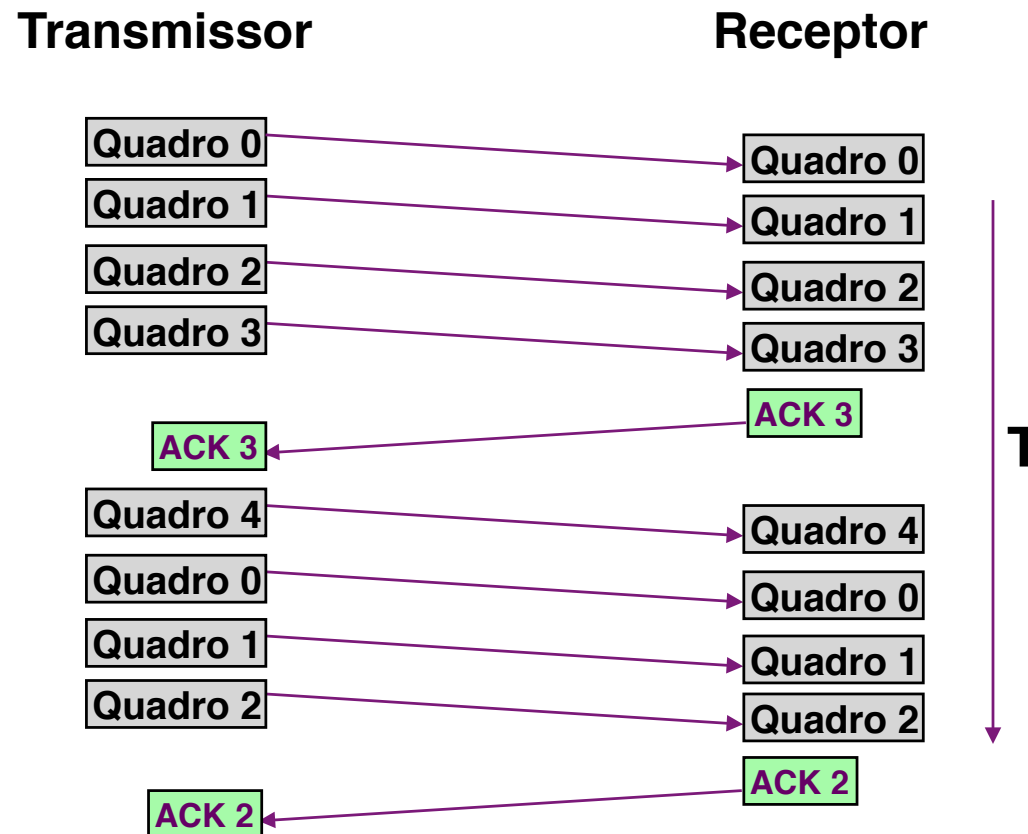 Transmissor Receptor
Quadro 0 Quadro 0
Quadro 1 Quadro 1
Quadro 2 Quadro 2
Quadro 3 Quadro 3
ACK 3
ACK 3
T
Quadro 4 Quadro 4
Quadro 0 Quadro 0
Quadro 1 Quadro 1
Quadro 2 Quadro 2
ACK 2
ACK 2